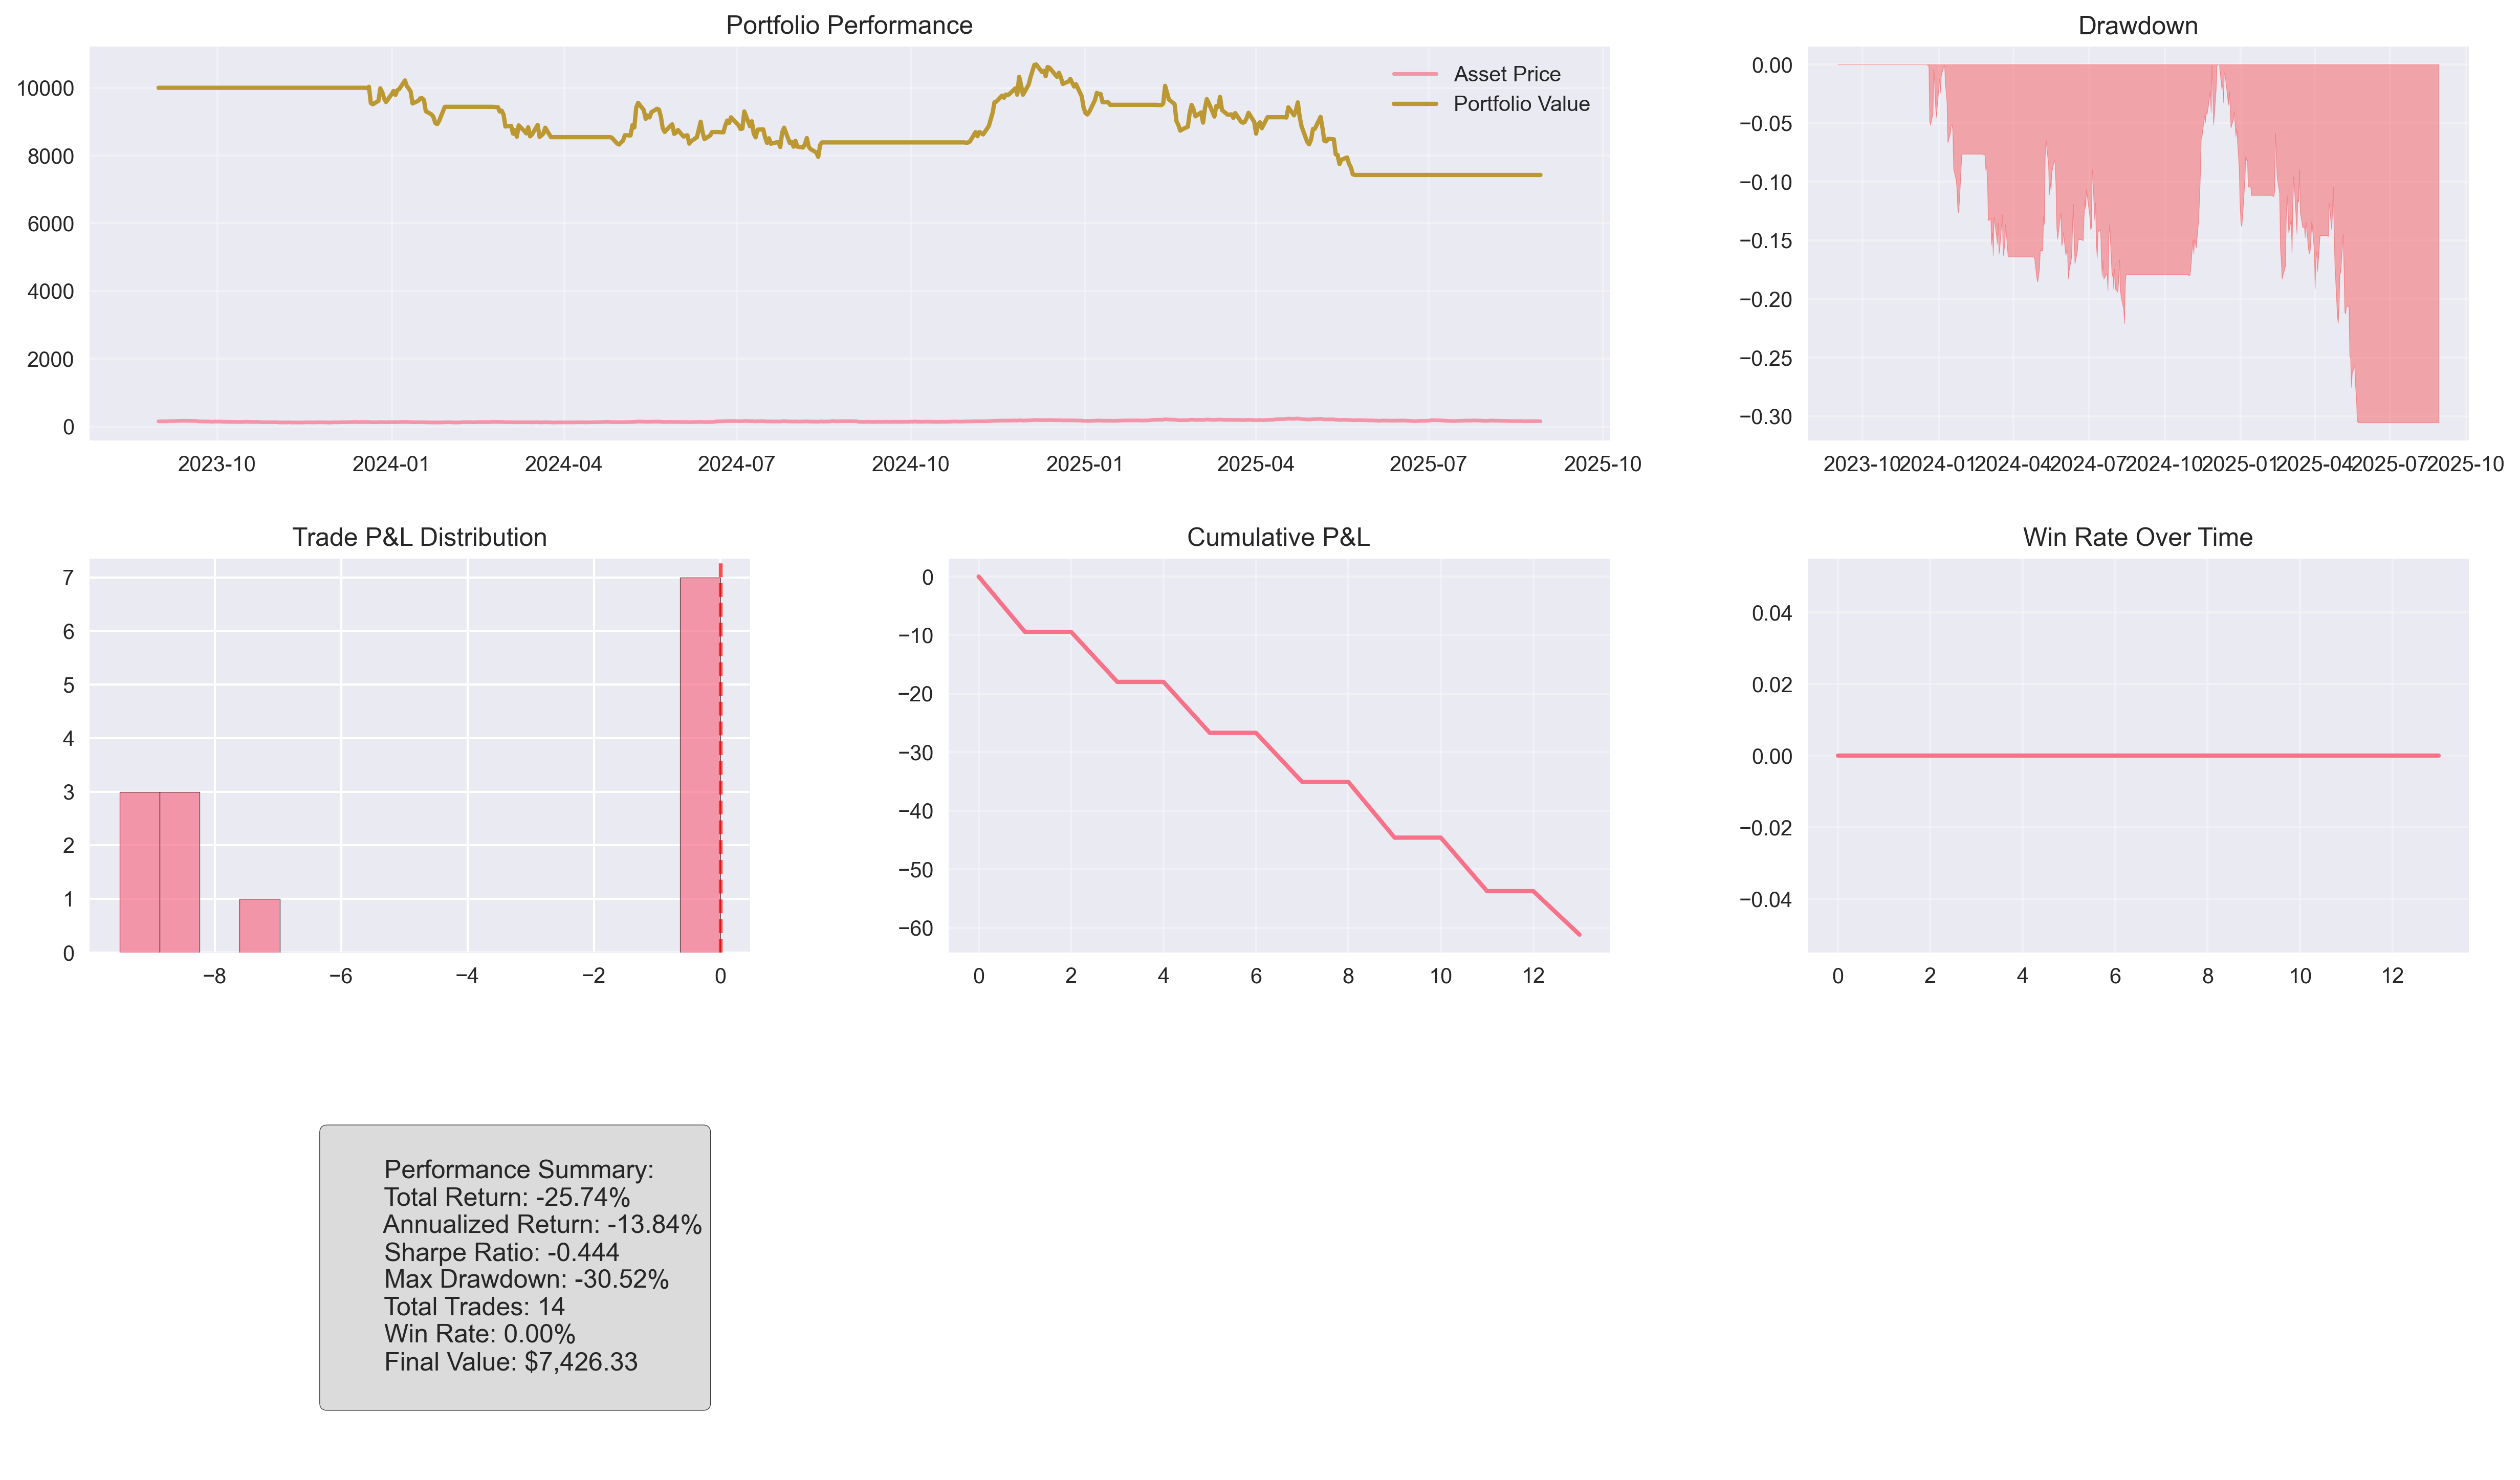 Portfolio Performance
10000
8000
6000
4000
2000
0
2023-10 2024-01 2024-04 2024-07 2024-10 2025-01 2025-04 2025-07 2025-10
Asset Price
Portfolio Value
Drawdown
0.00
−0.05
−0.10
−0.15
−0.20
−0.25
−0.30
2023-10 2024-01 2024-04 2024-07 2024-10 2025-01 2025-04 2025-07 2025-10
Trade P&L Distribution
7
6
5
4
3
2
1
0
−8 −6 −4 −2 0
Cumulative P&L
0
−10
−20
−30
−40
−50
−60
0 2 4 6 8 10 12
Win Rate Over Time
0.04
0.02
0.00
−0.02
−0.04
0 2 4 6 8 10 12
Performance Summary:
Total Return: -25.74%
Annualized Return: -13.84%
Sharpe Ratio: -0.444
Max Drawdown: -30.52%
Total Trades: 14
Win Rate: 0.00%
Final Value: $7,426.33